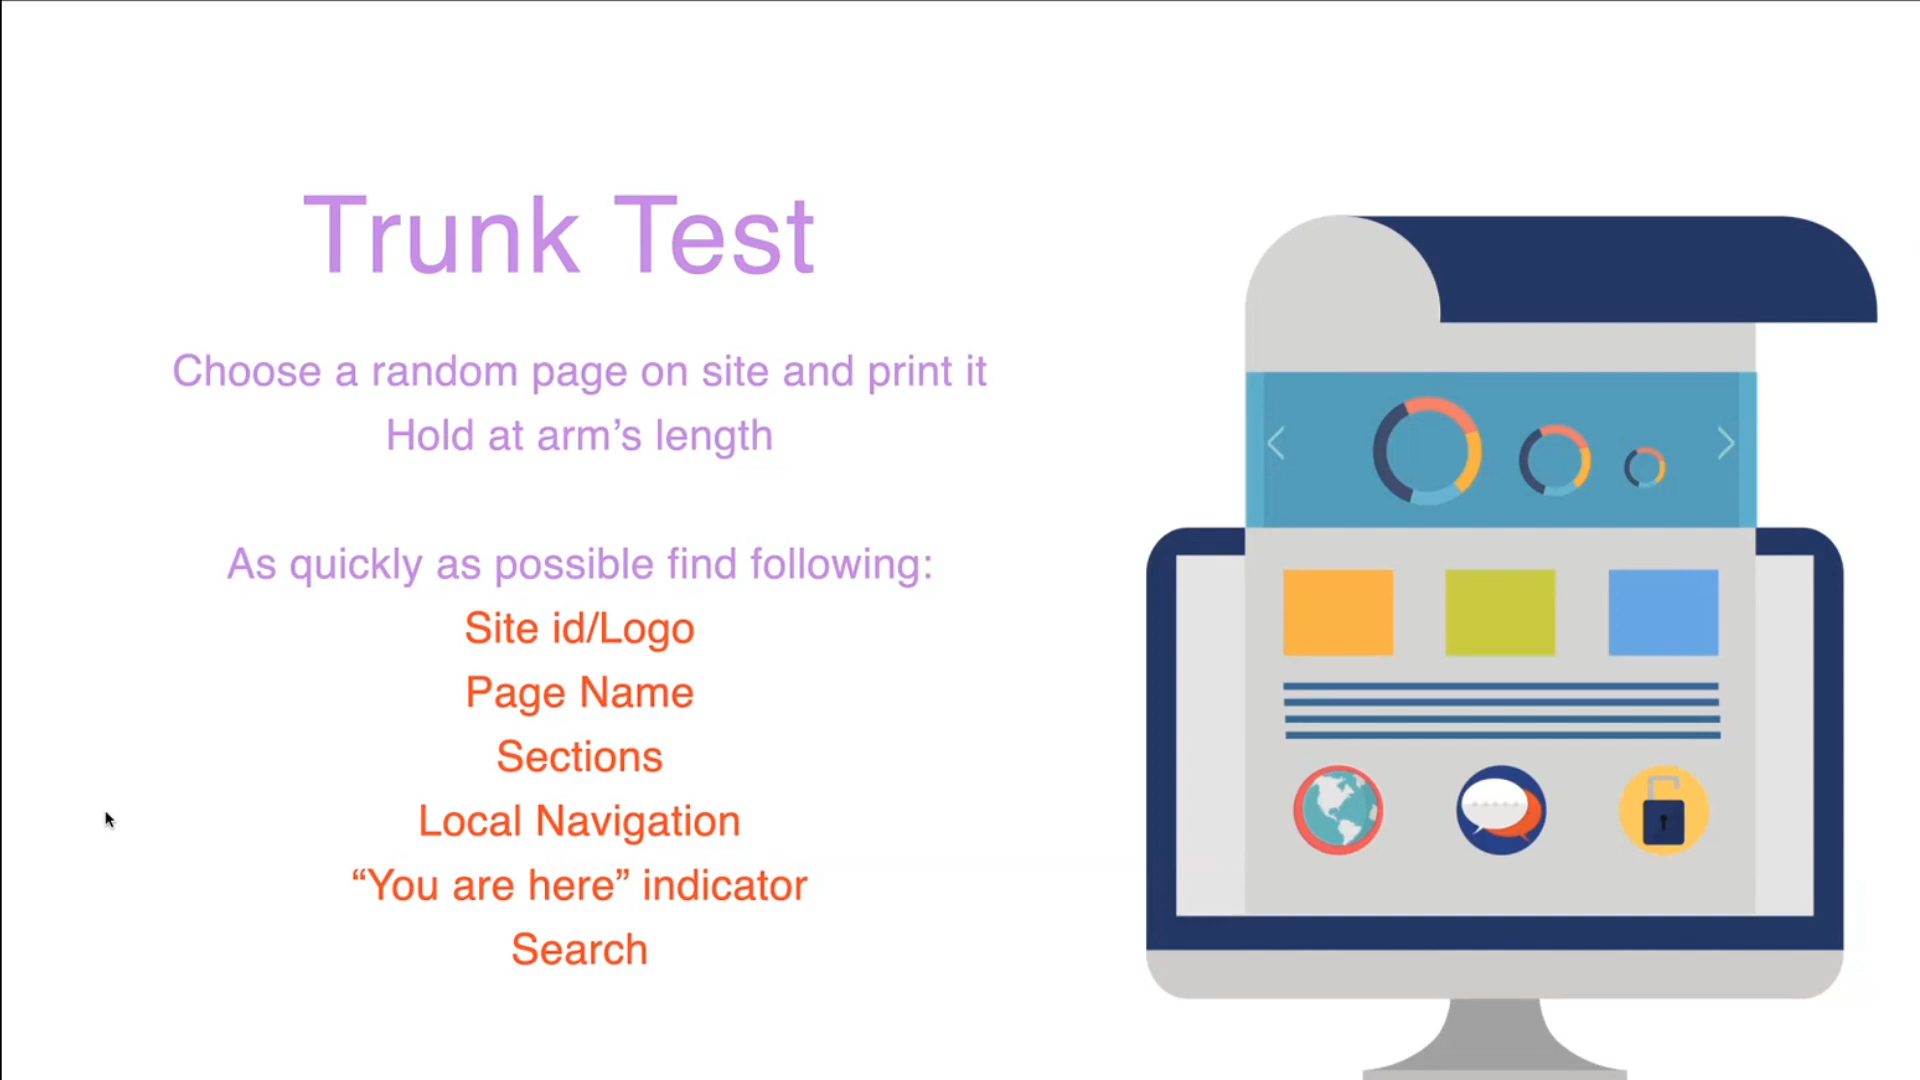 Trunk Test
Choose a random page on site and print it
Hold at arm’s length
As quickly as possible find following:
Site id/Logo
Page Name
Sections
Local Navigation
“You are here” indicator
Search